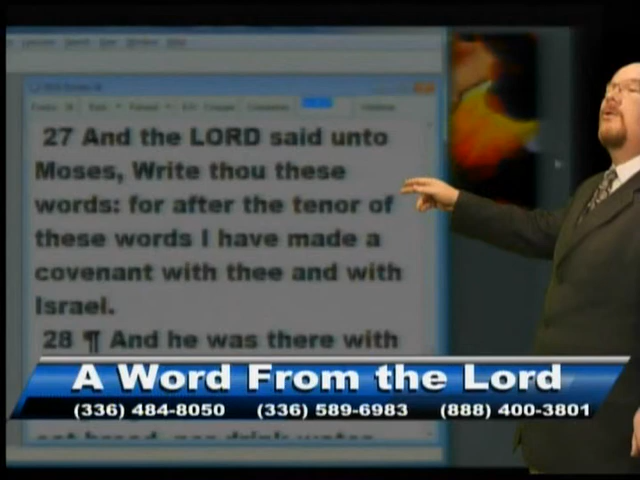 27 And the LORD said unto
Moses, Write thou these
words: for after the tenor of
these words I have made a
covenant with thee and with
Israel.
28 ¶ And he was there with
A Word From the Lord
(336) 484-8050 (336) 589-6983 (888) 400-3801